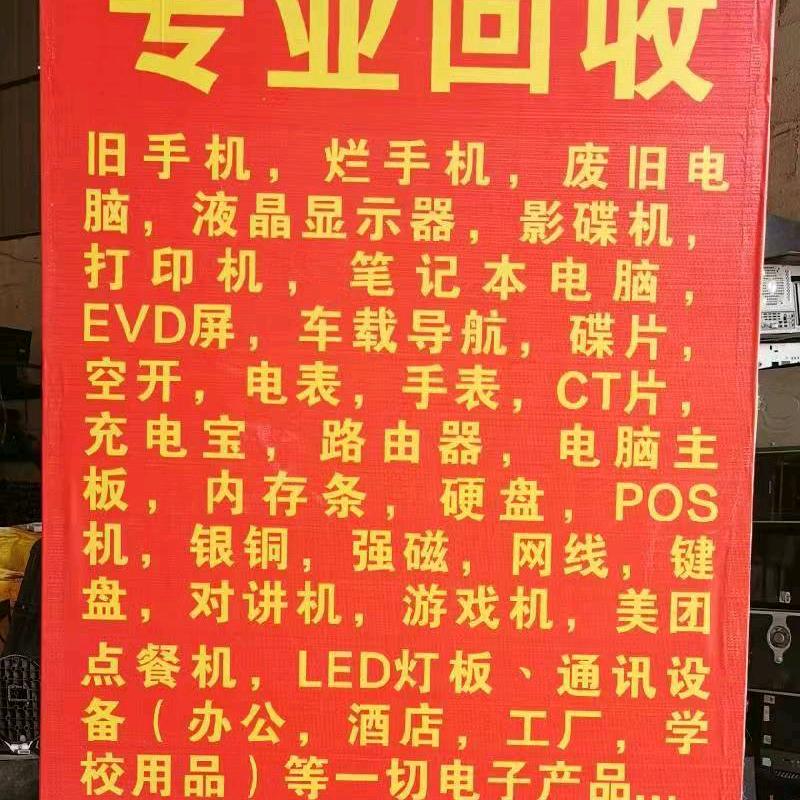 专业回收
旧手机，烂手机，废旧电
脑，液晶显示器，影碟机，
打印机，笔记本电脑，
EVD屏，车载导航，碟片，
空开，电表，手表，CT片，
充电宝，路由器，电脑主
板，内存条，硬盘，POS
机，银铜，强磁，网线，键
盘，对讲机，游戏机，美团
点餐机，LED灯板、通讯设
备（办公，酒店，工厂，学
校用品）等一切电子产品...